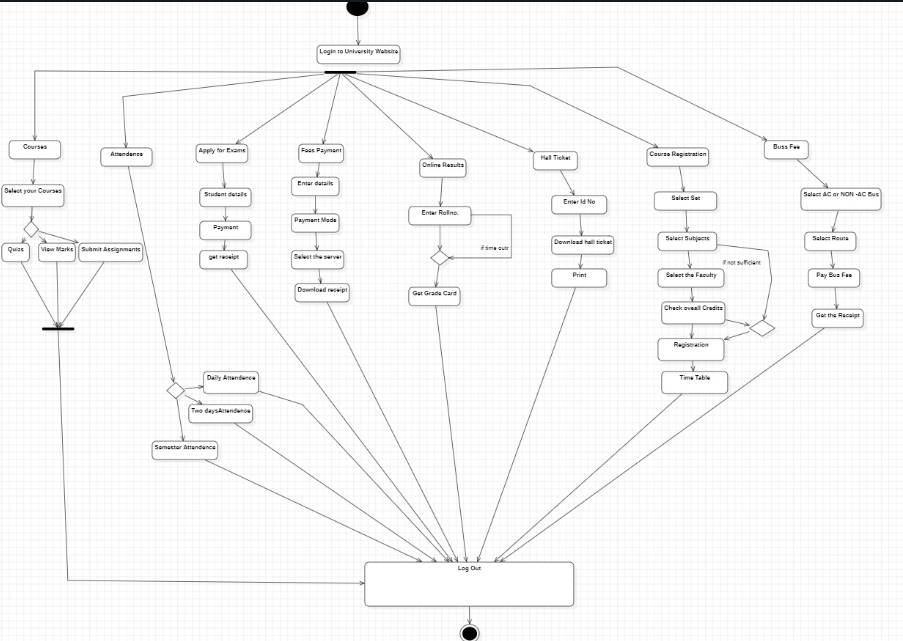 Login to University Website
Courses
Attendence
Apply for Exams
Fees Payment
Online Results
Hall Ticket
Course Registration
Buss Fee
Select your Courses
Student details
Enter details
Enter Rollno.
Enter Id No
Select Set
Select AC or NON -AC Bus
Quiss
View Marks
Submit Assignments
Payment
Payment Mode
if time outr
Download hall ticket
Select Subjects
if not sufficient
Select Route
get receipt
Select the server
Get Grade Card
Print
Select the Faculty
Pay Bus Fee
Download receipt
Check oveall Credits
Get the Receipt
Registration
Time Table
Daily Attendence
Two daysAttendence
Semester Attendence
Log Out